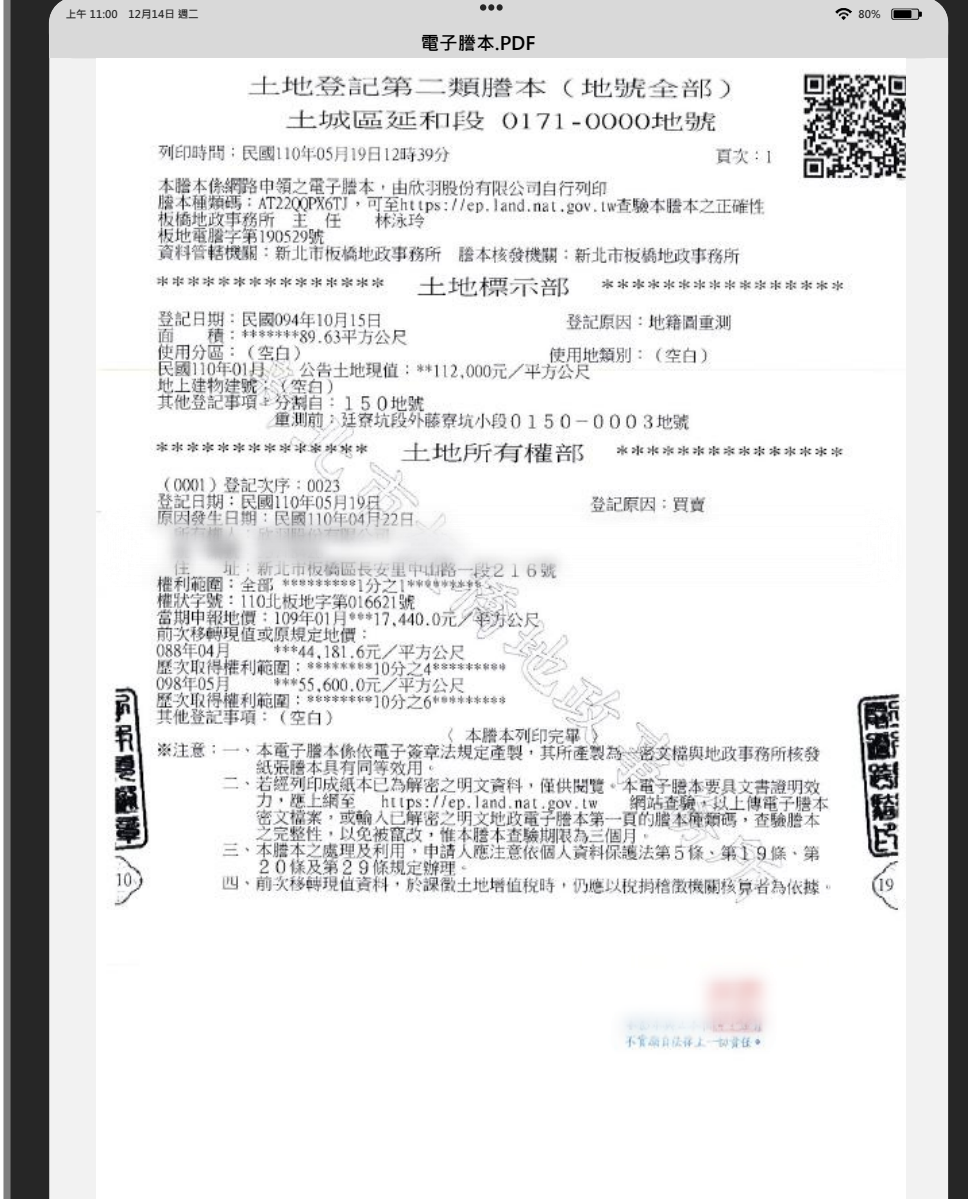 上午 11:00 12月14日 週二
80%
電子謄本.PDF
土地登記第二類謄本（地號全部）
土城區延和段 0171-0000地號
列印時間：民國110年05月19日12時39分 頁次：1
本謄本係網路申領之電子謄本，由欣羽股份有限公司自行列印
謄本種類碼：AT22QQPX6TJ，可至https://ep.land.nat.gov.tw查驗本謄本之正確性
板橋地政事務所 主 任 林泳玲
板地電謄字第190529號
資料管轄機關：新北市板橋地政事務所 謄本核發機關：新北市板橋地政事務所
*************** 土地標示部 ****************
登記日期：民國094年10月15日 登記原因：地籍圖重測
面 積：*******89.63平方公尺
使用分區：（空白） 使用地類別：（空白）
民國110年01月 公告土地現值：**112,000元／平方公尺
地上建物建號：（空白）
其他登記事項：分割自：１５０地號
重測前：廷寮坑段外藤寮坑小段０１５０－０００３地號
************** 土地所有權部 ***************
（0001）登記次序：0023
登記日期：民國110年05月19日 登記原因：買賣
原因發生日期：民國110年04月22日
住 址：新北市板橋區長安里中山路一段２１６號
權利範圍：全部 *********1分之1*********
權狀字號：110北板地字第016621號
當期申報地價：109年01月***17,440.0元／平方公尺
前次移轉現值或原規定地價：
088年04月 ***44,181.6元／平方公尺
歷次取得權利範圍：********10分之4*********
098年05月 ***55,600.0元／平方公尺
歷次取得權利範圍：********10分之6*********
其他登記事項：（空白）
〈 本謄本列印完畢 〉
※注意：一、本電子謄本係依電子簽章法規定產製，其所產製為一密文檔與地政事務所核發
紙張謄本具有同等效用。
二、若經列印成紙本已為解密之明文資料，僅供閱覽。本電子謄本要具文書證明效
力，應上網至 https://ep.land.nat.gov.tw 網站查驗，以上傳電子謄本
密文檔案，或輸入已解密之明文地政電子謄本第一頁的謄本種類碼，查驗謄本
之完整性，以免被竄改，惟本謄本查驗期限為三個月。
三、本謄本之處理及利用，申請人應注意依個人資料保護法第５條、第１９條、第
２０條及第２９條規定辦理。
四、前次移轉現值資料，於課徵土地增值稅時，仍應以稅捐稽徵機關核算者為依據。
10
19